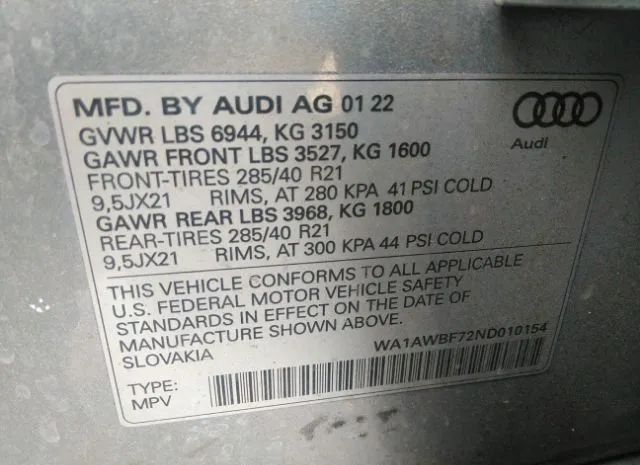 MFD. BY AUDI AG 01 22
GVWR LBS 6944, KG 3150
GAWR FRONT LBS 3527, KG 1600
FRONT-TIRES 285/40 R21
9,5JX21 RIMS, AT 280 KPA 41 PSI COLD
GAWR REAR LBS 3968, KG 1800
REAR-TIRES 285/40 R21
9,5JX21 RIMS, AT 300 KPA 44 PSI COLD
Audi
THIS VEHICLE CONFORMS TO ALL APPLICABLE
U.S. FEDERAL MOTOR VEHICLE SAFETY
STANDARDS IN EFFECT ON THE DATE OF
MANUFACTURE SHOWN ABOVE.
SLOVAKIA
WA1AWBF72ND010154
TYPE:
MPV